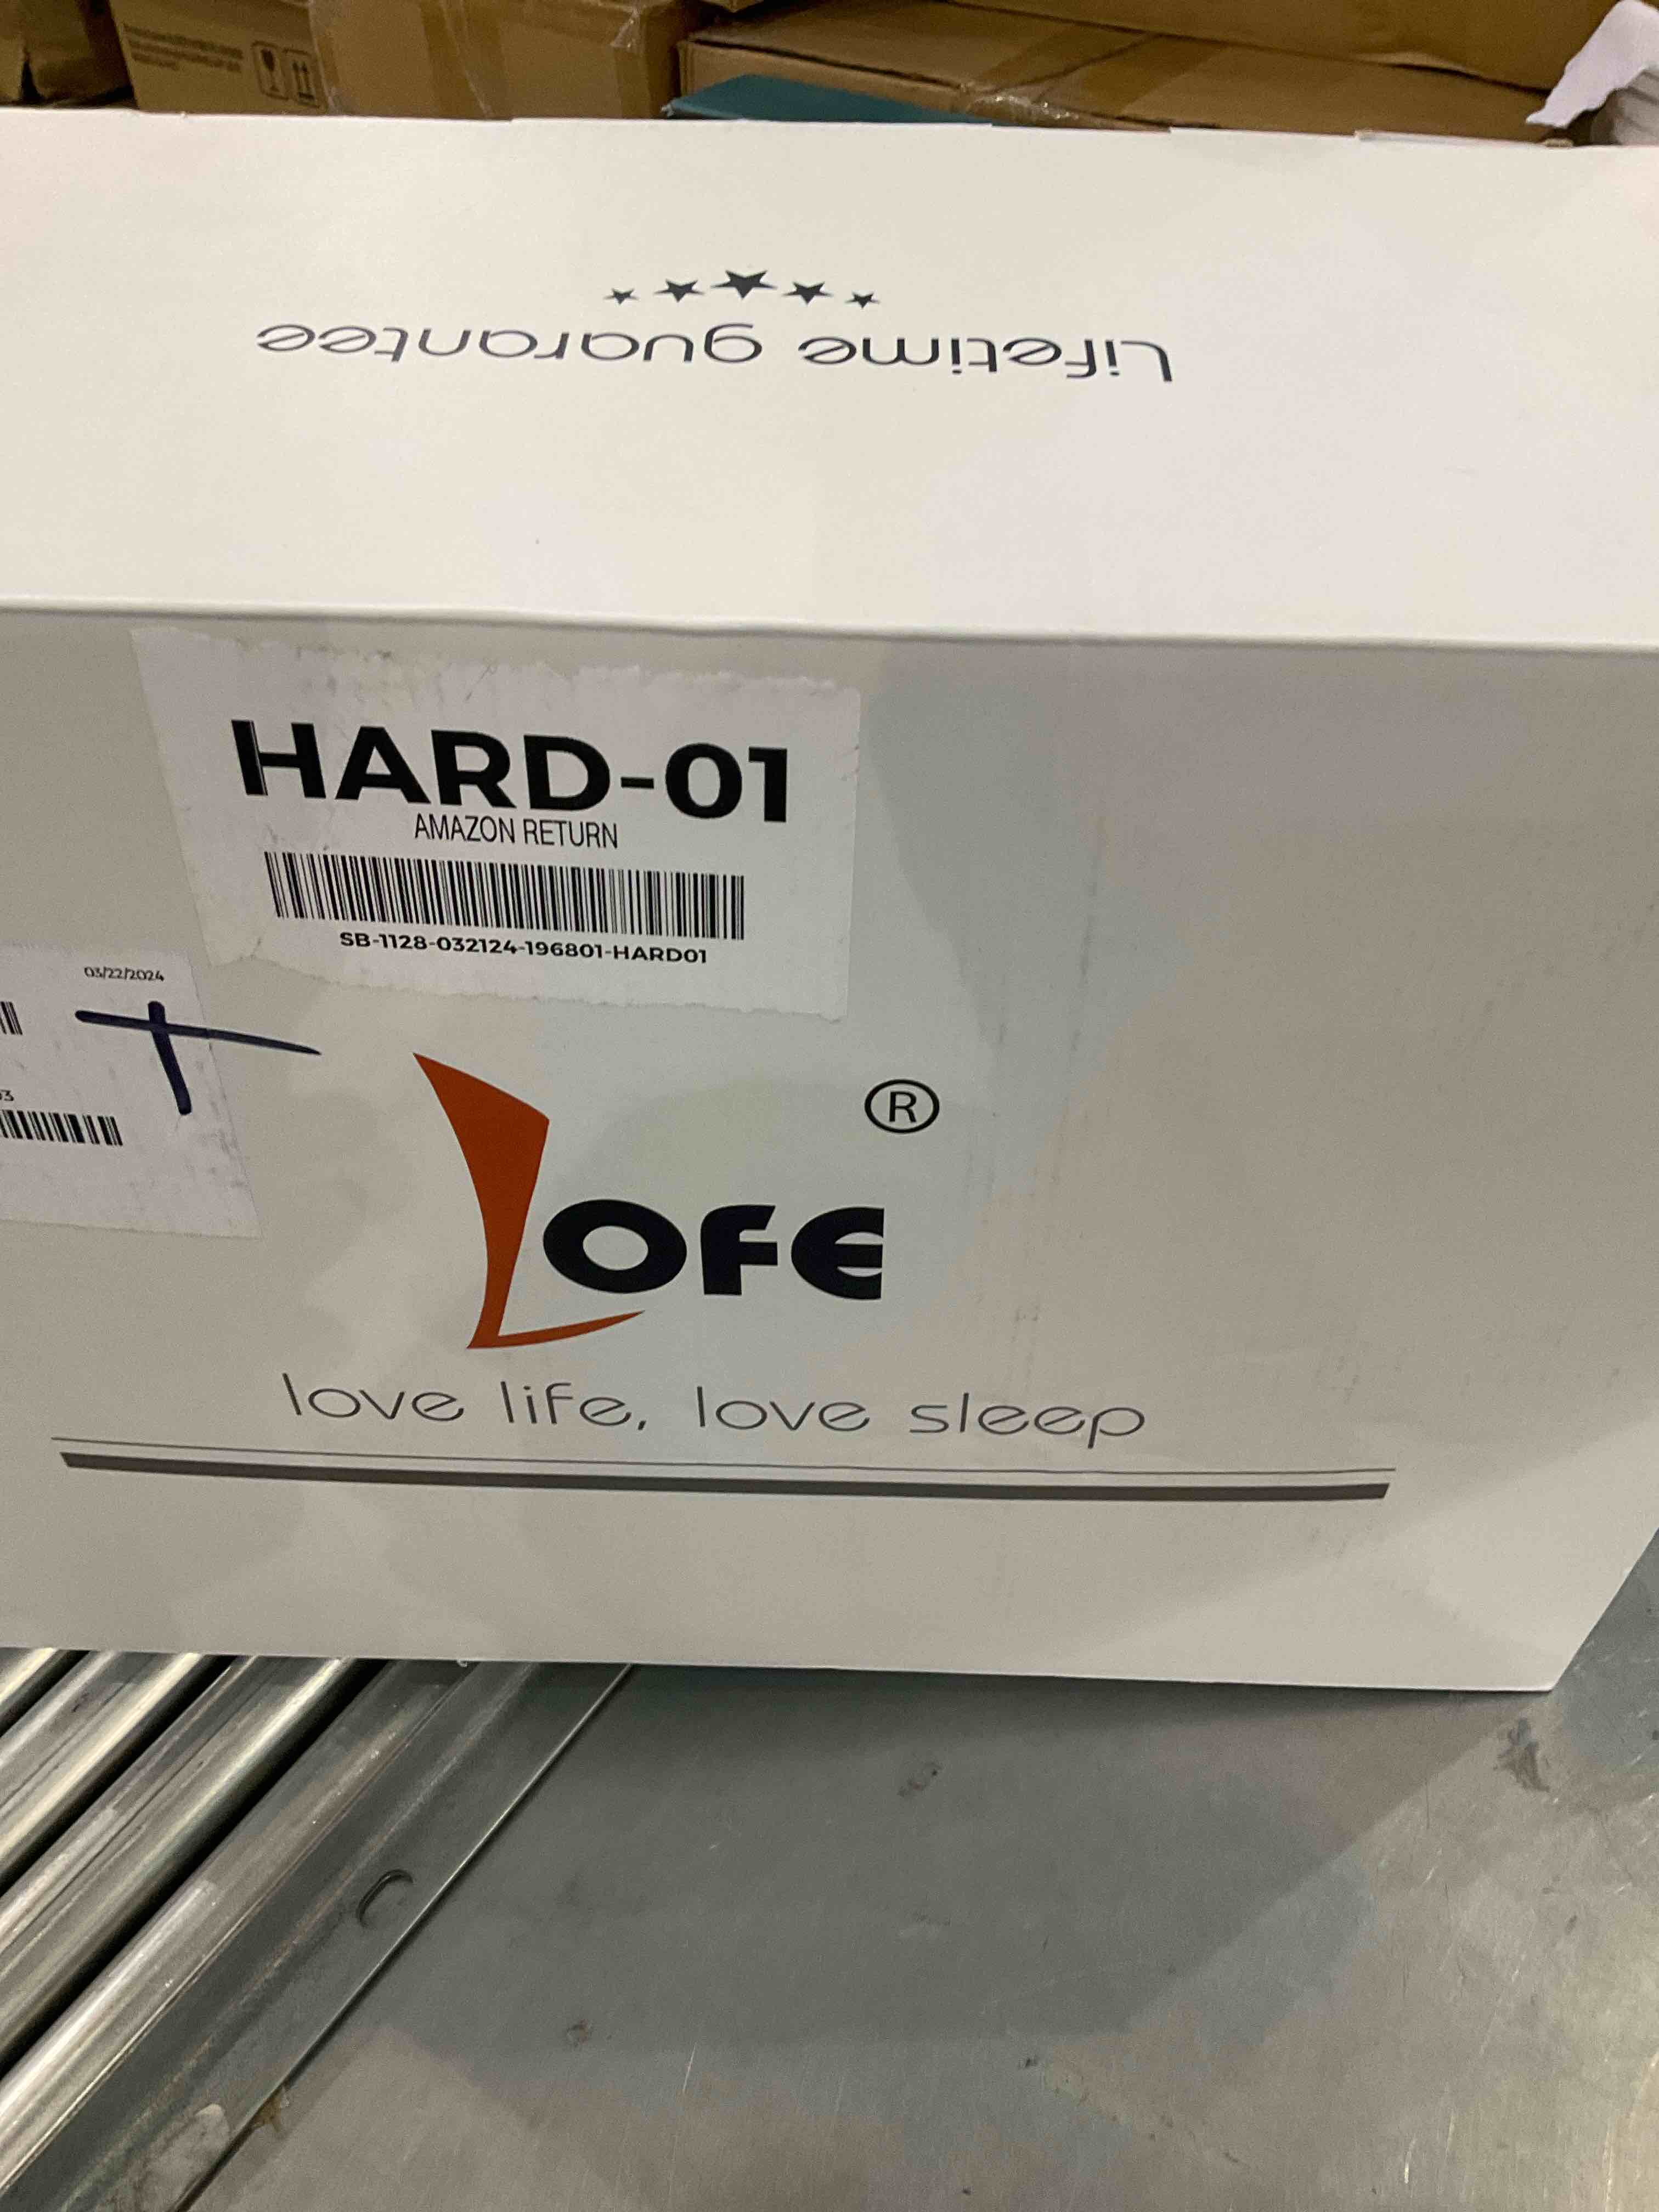 Lifetime guarantee
HARD-01
AMAZON RETURN
SB-1128-032124-196801-HARD01
03/22/2024
®
LOFE
love life, love sleep